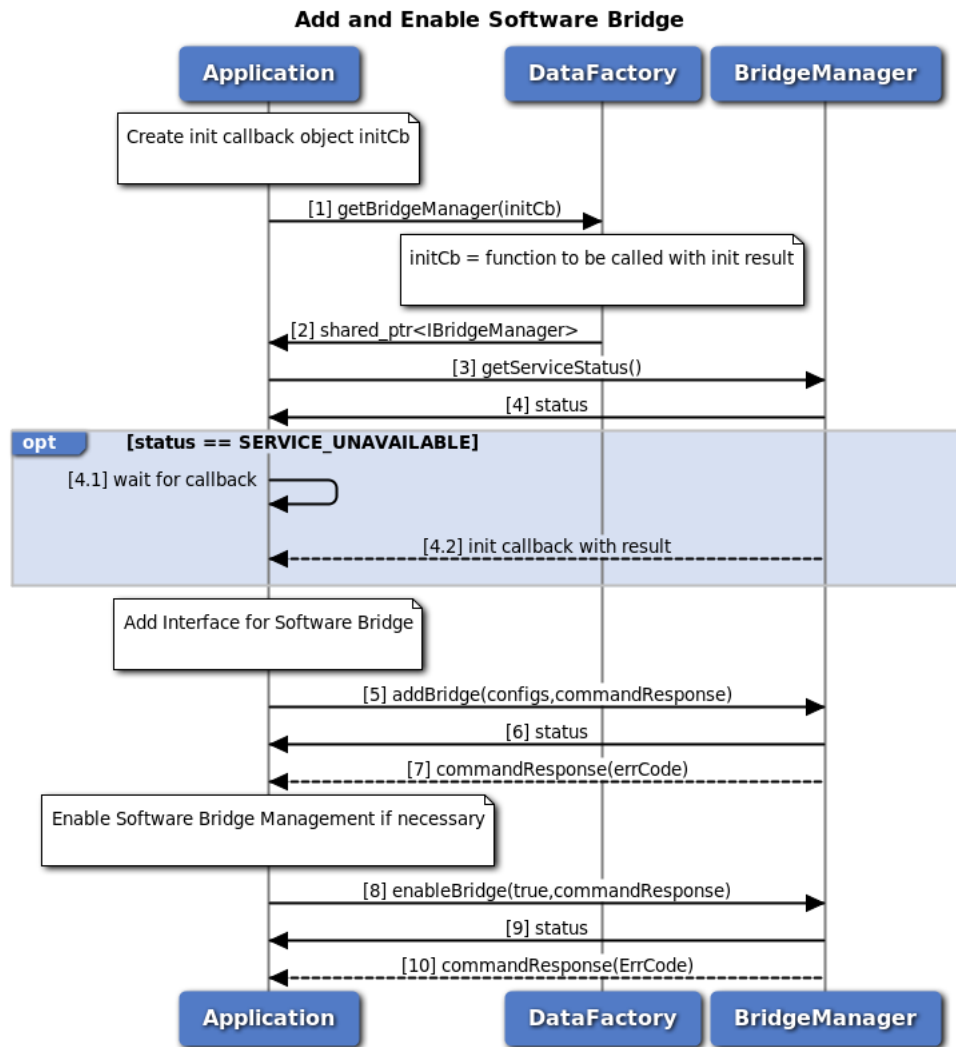 Add and Enable Software Bridge
Application
DataFactory
BridgeManager
Create init callback object initCb
[1] getBridgeManager(initCb)
initCb = function to be called with init result
[2] shared_ptr<IBridgeManager>
[3] getServiceStatus()
[4] status
opt
[status == SERVICE_UNAVAILABLE]
[4.1] wait for callback
[4.2] init callback with result
Add Interface for Software Bridge
[5] addBridge(configs,commandResponse)
[6] status
[7] commandResponse(errCode)
Enable Software Bridge Management if necessary
[8] enableBridge(true,commandResponse)
[9] status
[10] commandResponse(ErrCode)
Application
DataFactory
BridgeManager